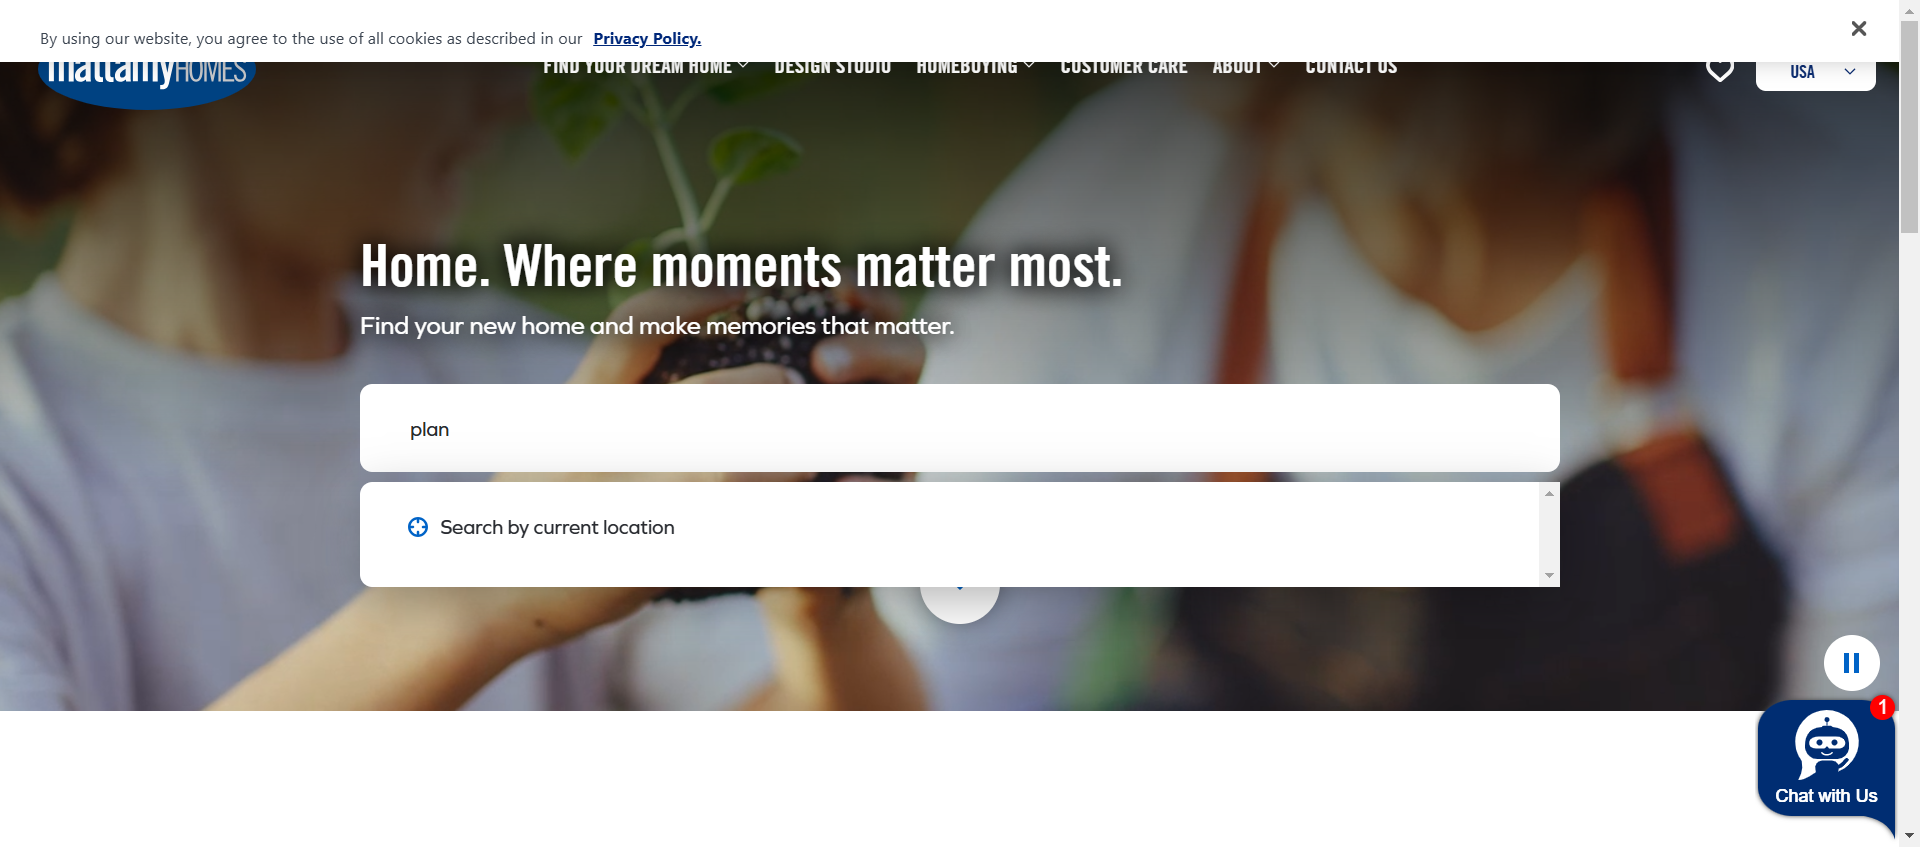 By using our website, you agree to the use of all cookies as described in our Privacy Policy.
mattamyHOMES
FIND YOUR DREAM HOME
DESIGN STUDIO
HOMEBUYING
CUSTOMER CARE
ABOUT
CONTACT US
USA
Home. Where moments matter most.
Find your new home and make memories that matter.
plan
Search by current location
1
Chat with Us